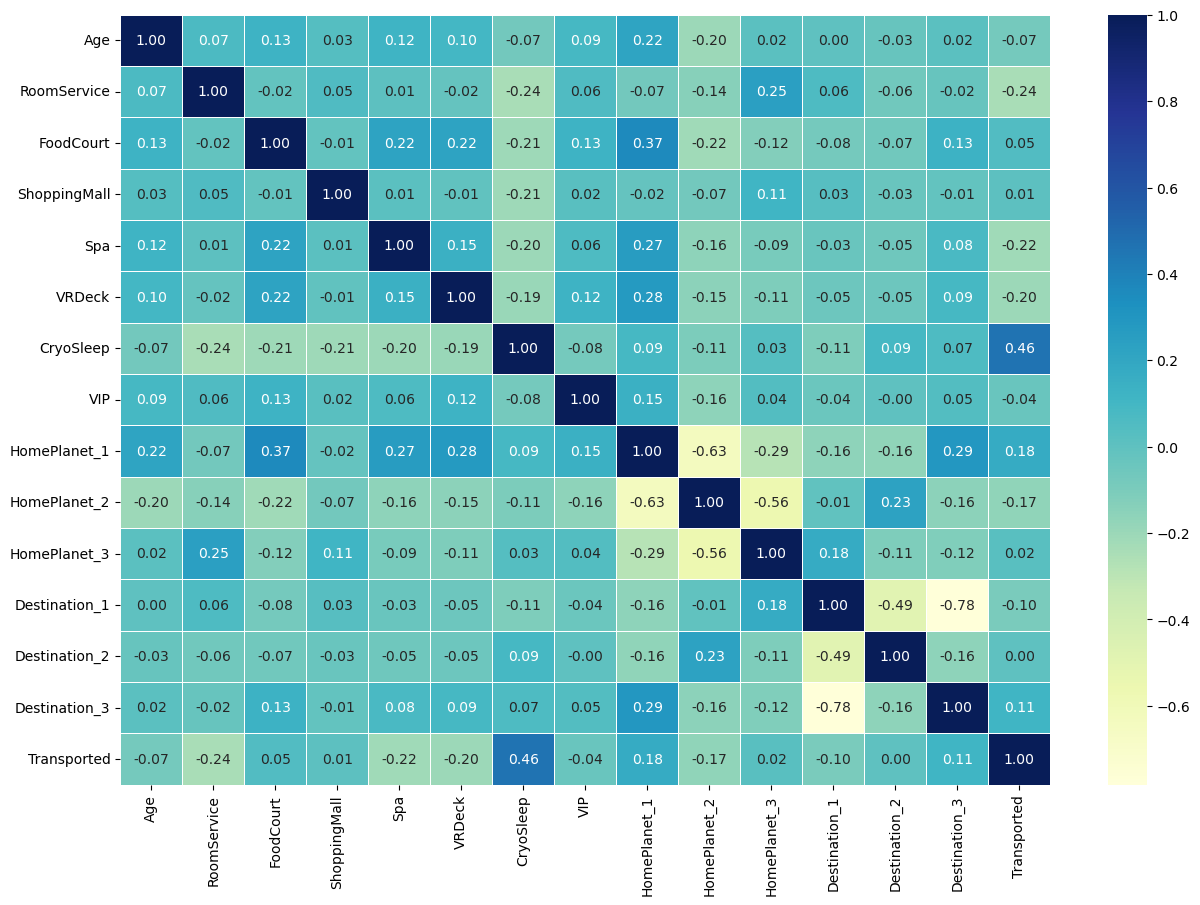 Age 1.00 0.07 0.13 0.03 0.12 0.10 -0.07 0.09 0.22 -0.20 0.02 0.00 -0.03 0.02 -0.07
RoomService 0.07 1.00 -0.02 0.05 0.01 -0.02 -0.24 0.06 -0.07 -0.14 0.25 0.06 -0.06 -0.02 -0.24
FoodCourt 0.13 -0.02 1.00 -0.01 0.22 0.22 -0.21 0.13 0.37 -0.22 -0.12 -0.08 -0.07 0.13 0.05
ShoppingMall 0.03 0.05 -0.01 1.00 0.01 -0.01 -0.21 0.02 -0.02 -0.07 0.11 0.03 -0.03 -0.01 0.01
Spa 0.12 0.01 0.22 0.01 1.00 0.15 -0.20 0.06 0.27 -0.16 -0.09 -0.03 -0.05 0.08 -0.22
VRDeck 0.10 -0.02 0.22 -0.01 0.15 1.00 -0.19 0.12 0.28 -0.15 -0.11 -0.05 -0.05 0.09 -0.20
CryoSleep -0.07 -0.24 -0.21 -0.21 -0.20 -0.19 1.00 -0.08 0.09 -0.11 0.03 -0.11 0.09 0.07 0.46
VIP 0.09 0.06 0.13 0.02 0.06 0.12 -0.08 1.00 0.15 -0.16 0.04 -0.04 -0.00 0.05 -0.04
HomePlanet_1 0.22 -0.07 0.37 -0.02 0.27 0.28 0.09 0.15 1.00 -0.63 -0.29 -0.16 -0.16 0.29 0.18
HomePlanet_2 -0.20 -0.14 -0.22 -0.07 -0.16 -0.15 -0.11 -0.16 -0.63 1.00 -0.56 -0.01 0.23 -0.16 -0.17
HomePlanet_3 0.02 0.25 -0.12 0.11 -0.09 -0.11 0.03 0.04 -0.29 -0.56 1.00 0.18 -0.11 -0.12 0.02
Destination_1 0.00 0.06 -0.08 0.03 -0.03 -0.05 -0.11 -0.04 -0.16 -0.01 0.18 1.00 -0.49 -0.78 -0.10
Destination_2 -0.03 -0.06 -0.07 -0.03 -0.05 -0.05 0.09 -0.00 -0.16 0.23 -0.11 -0.49 1.00 -0.16 0.00
Destination_3 0.02 -0.02 0.13 -0.01 0.08 0.09 0.07 0.05 0.29 -0.16 -0.12 -0.78 -0.16 1.00 0.11
Transported -0.07 -0.24 0.05 0.01 -0.22 -0.20 0.46 -0.04 0.18 -0.17 0.02 -0.10 0.00 0.11 1.00
Age
RoomService
FoodCourt
ShoppingMall
Spa
VRDeck
CryoSleep
VIP
HomePlanet_1
HomePlanet_2
HomePlanet_3
Destination_1
Destination_2
Destination_3
Transported
1.0
0.8
0.6
0.4
0.2
0.0
−0.2
−0.4
−0.6